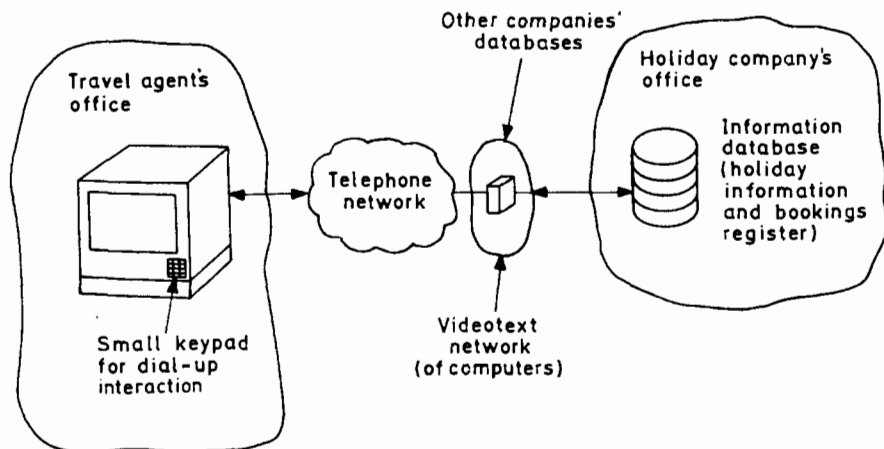 Travel agent's
office
Small keypad
for dial-up
interaction
Telephone
network
Other companies'
databases
Videotext
network
(of computers)
Holiday company's
office
Information
database
(holiday
information
and bookings
register)